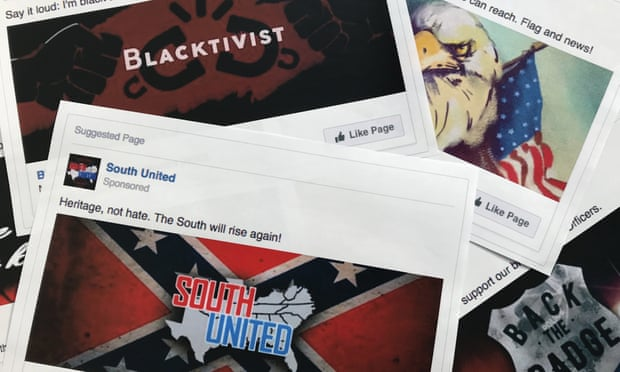 Say it loud: I'm black
BLACKTIVIST
Like Page
can reach. Flag and news!
Like Page
Suggested Page
South United
Sponsored
Heritage, not hate. The South will rise again!
SOUTH
UNITED
Officers.
support our b
BACK
THE
BADGE